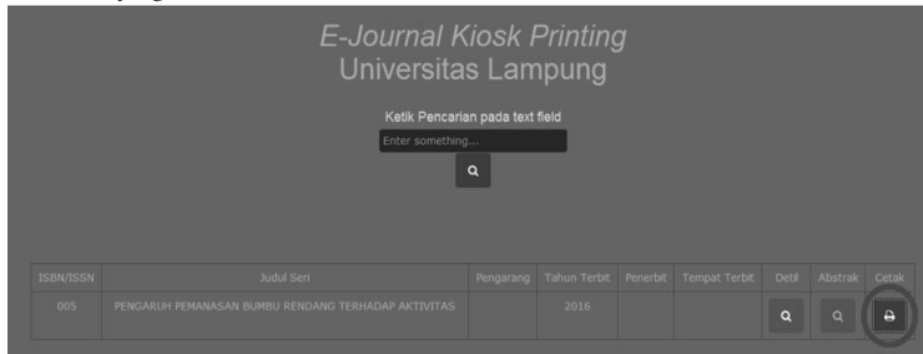 E-Journal Kiosk Printing
Universitas Lampung
Ketik Pencarian pada text field
Enter something...
ISBN/ISSN Judul Seri Pengarang Tahun Terbit Penerbit Tempat Terbit Detil Abstrak Cetak
005 PENGARUH PEMANASAN BUMBU RENDANG TERHADAP AKTIVITAS 2016